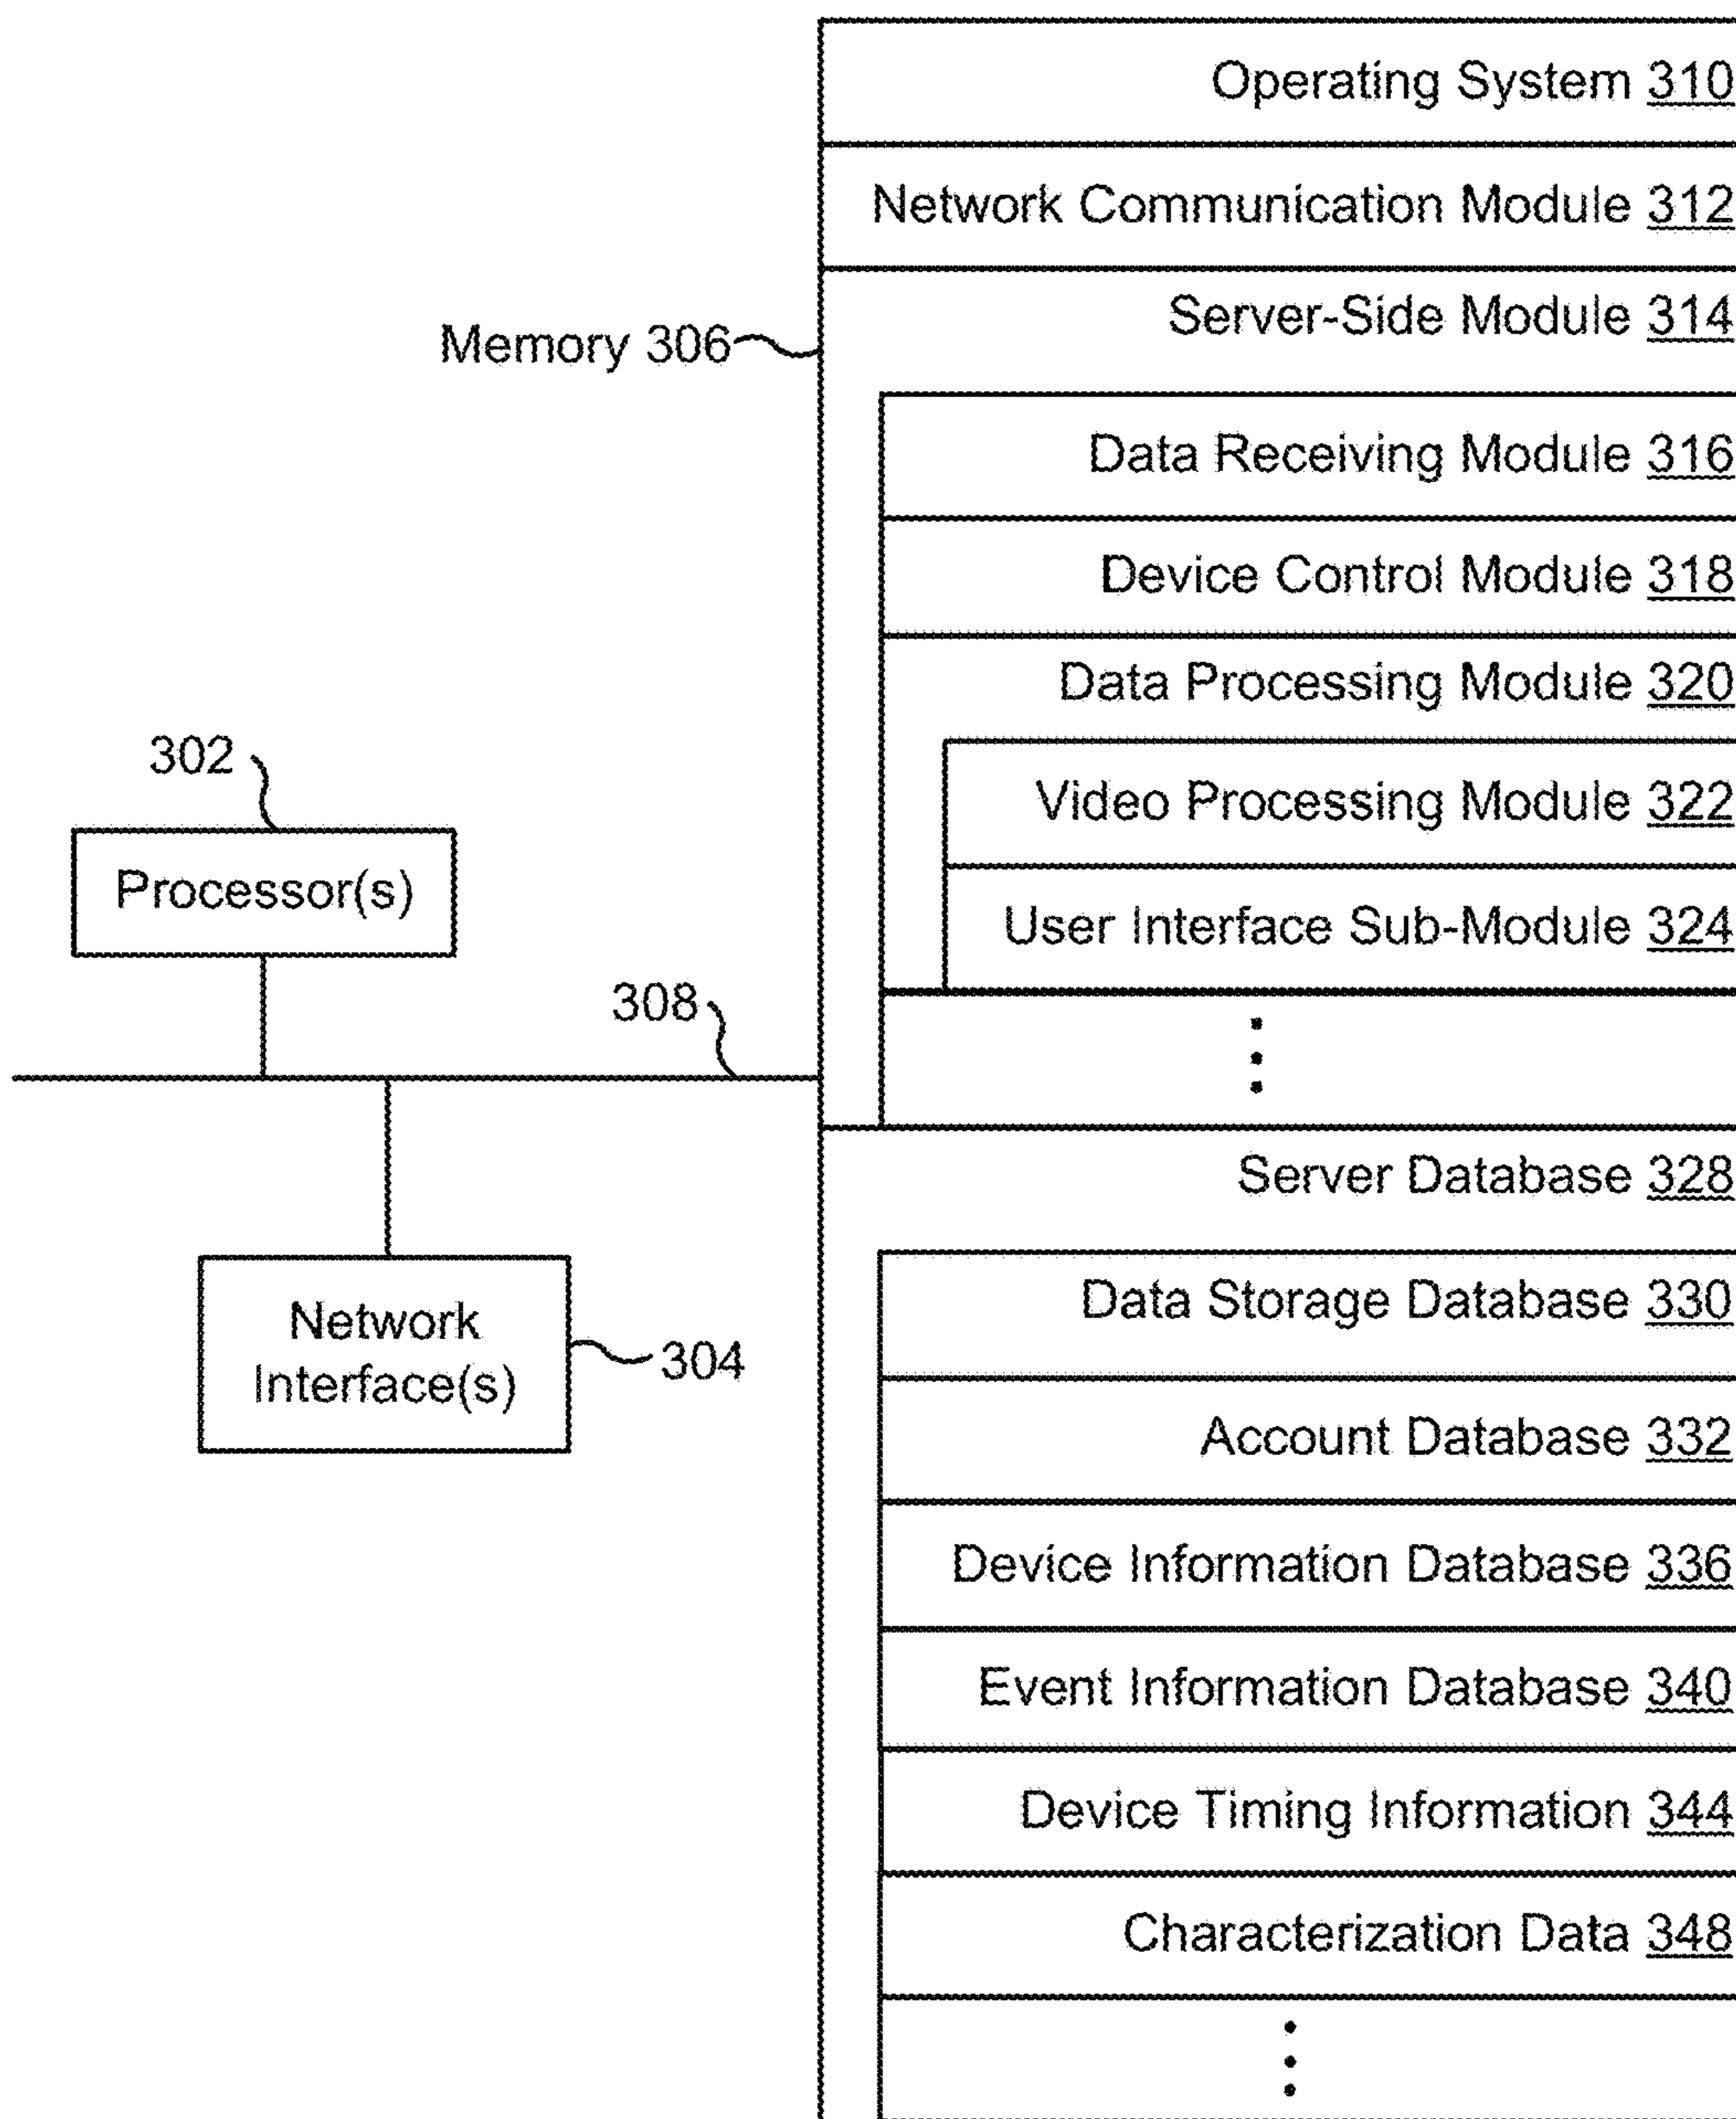 Operating System 310
Network Communication Module 312
Server-Side Module 314
Memory 306
Data Receiving Module 316
Device Control Module 318
Data Processing Module 320
Video Processing Module 322
User Interface Sub-Module 324
302
Processor(s)
308
Network
Interface(s)
304
Server Database 328
Data Storage Database 330
Account Database 332
Device Information Database 336
Event Information Database 340
Device Timing Information 344
Characterization Data 348